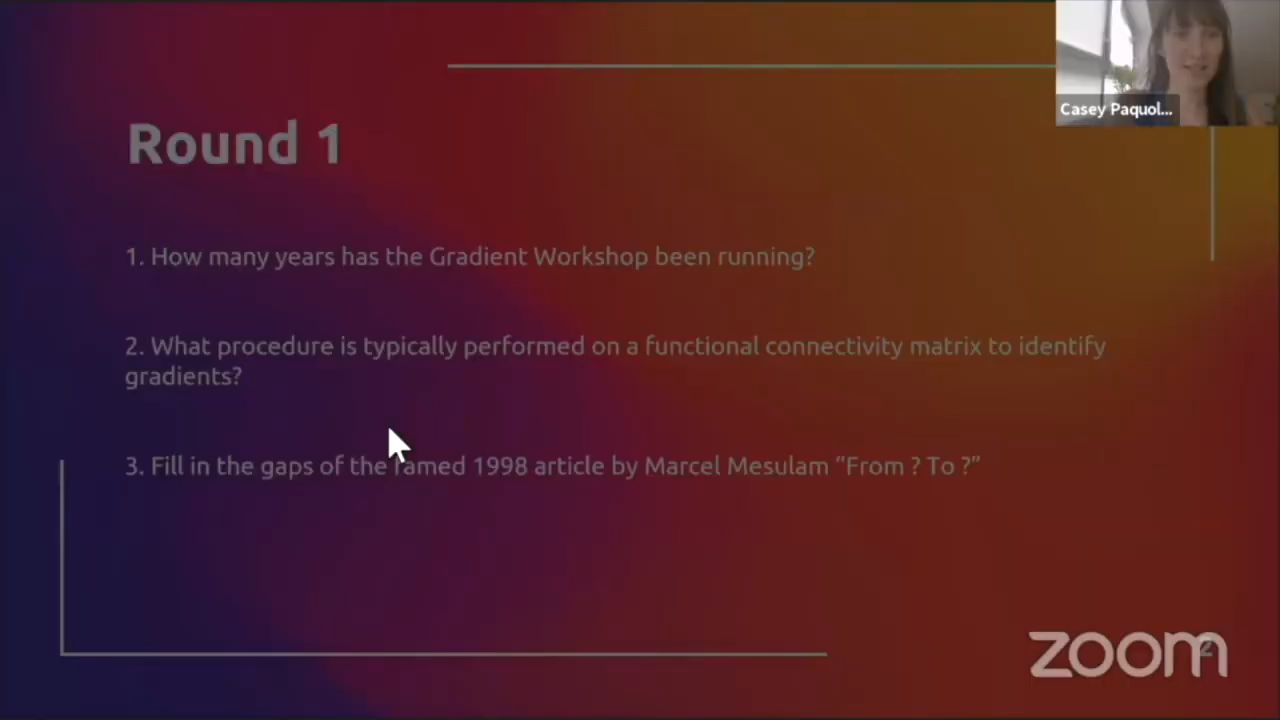 Casey Paquol...
Round 1
1. How many years has the Gradient Workshop been running?
2. What procedure is typically performed on a functional connectivity matrix to identify
gradients?
3. Fill in the gaps of the famed 1998 article by Marcel Mesulam “From ? To ?”
zoom
2